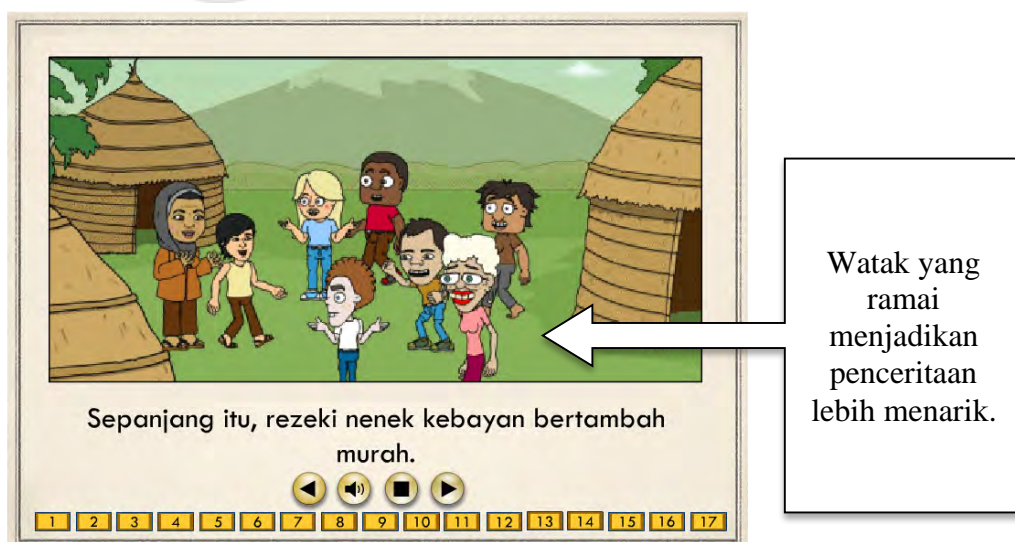 Sepanjang itu, rezeki nenek kebayan bertambah
murah.
1 2 3 4 5 6 7 8 9 10 11 12 13 14 15 16 17
Watak yang
ramai
menjadikan
penceritaan
lebih menarik.